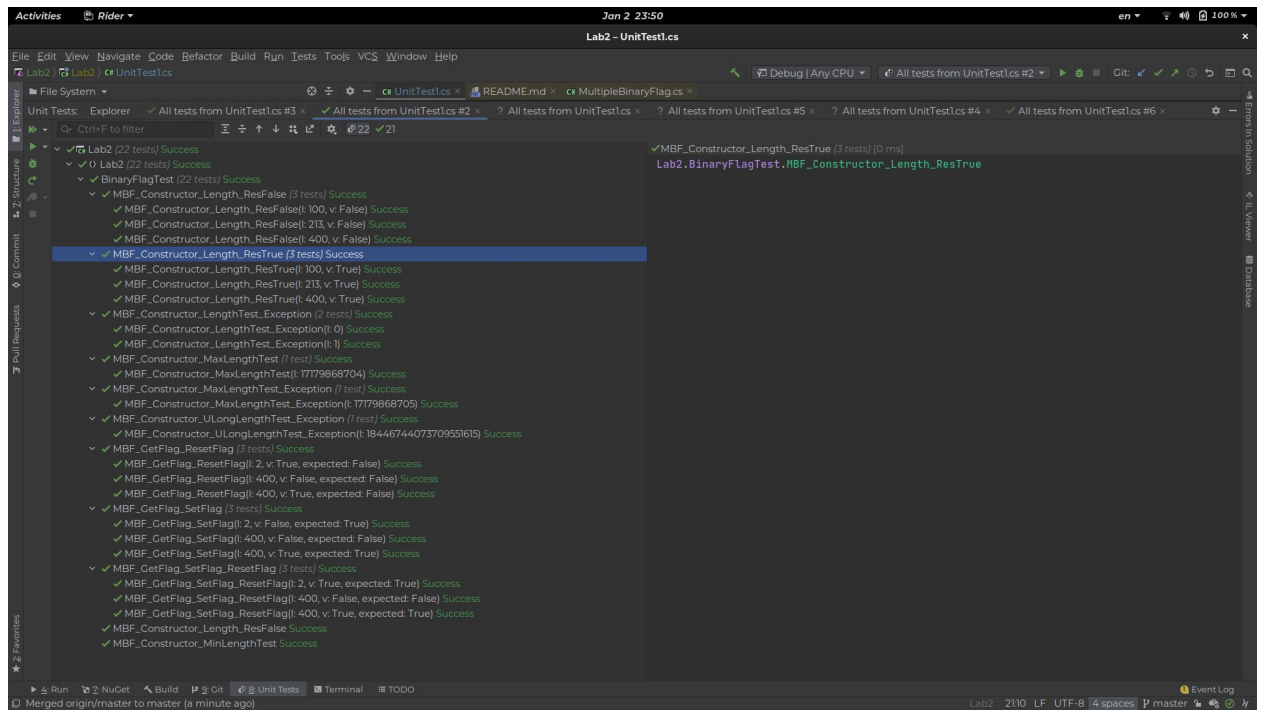 Activities Rider Jan 2 23:50 en 100 %
Lab2 – UnitTest1.cs
File Edit View Navigate Code Refactor Build Run Tests Tools VCS Window Help
Lab2 Lab2 C# UnitTest1.cs Debug | Any CPU All tests from UnitTest1.cs #2 Git:
File System C# UnitTest1.cs README.md C# MultipleBinaryFlag.cs
Unit Tests: Explorer All tests from UnitTest1.cs #3 All tests from UnitTest1.cs #2 ? All tests from UnitTest1.cs ? All tests from UnitTest1.cs #5 ? All tests from UnitTest1.cs #4 All tests from UnitTest1.cs #6
Ctrl+F to filter 22 21
Lab2 (22 tests) Success
Lab2 (22 tests) Success
BinaryFlagTest (22 tests) Success
MBF_Constructor_Length_ResFalse (3 tests) Success
MBF_Constructor_Length_ResFalse(l: 100, v: False) Success
MBF_Constructor_Length_ResFalse(l: 213, v: False) Success
MBF_Constructor_Length_ResFalse(l: 400, v: False) Success
MBF_Constructor_Length_ResTrue (3 tests) Success
MBF_Constructor_Length_ResTrue(l: 100, v: True) Success
MBF_Constructor_Length_ResTrue(l: 213, v: True) Success
MBF_Constructor_Length_ResTrue(l: 400, v: True) Success
MBF_Constructor_LengthTest_Exception (2 tests) Success
MBF_Constructor_LengthTest_Exception(l: 0) Success
MBF_Constructor_LengthTest_Exception(l: 1) Success
MBF_Constructor_MaxLengthTest (1 test) Success
MBF_Constructor_MaxLengthTest(l: 17179868704) Success
MBF_Constructor_MaxLengthTest_Exception (1 test) Success
MBF_Constructor_MaxLengthTest_Exception(l: 17179868705) Success
MBF_Constructor_ULongLengthTest_Exception (1 test) Success
MBF_Constructor_ULongLengthTest_Exception(l: 18446744073709551615) Success
MBF_GetFlag_ResetFlag (3 tests) Success
MBF_GetFlag_ResetFlag(l: 2, v: True, expected: False) Success
MBF_GetFlag_ResetFlag(l: 400, v: False, expected: False) Success
MBF_GetFlag_ResetFlag(l: 400, v: True, expected: False) Success
MBF_GetFlag_SetFlag (3 tests) Success
MBF_GetFlag_SetFlag(l: 2, v: False, expected: True) Success
MBF_GetFlag_SetFlag(l: 400, v: False, expected: False) Success
MBF_GetFlag_SetFlag(l: 400, v: True, expected: True) Success
MBF_GetFlag_SetFlag_ResetFlag (3 tests) Success
MBF_GetFlag_SetFlag_ResetFlag(l: 2, v: True, expected: True) Success
MBF_GetFlag_SetFlag_ResetFlag(l: 400, v: False, expected: False) Success
MBF_GetFlag_SetFlag_ResetFlag(l: 400, v: True, expected: True) Success
MBF_Constructor_Length_ResFalse Success
MBF_Constructor_MinLengthTest Success
MBF_Constructor_Length_ResTrue (3 tests) [0 ms]
Lab2.BinaryFlagTest.MBF_Constructor_Length_ResTrue
1: Explorer
7: Structure
0: Commit
Pull Requests
2: Favorites
Errors In Solution
IL Viewer
Database
4: Run 7: NuGet Build 9: Git 8: Unit Tests Terminal TODO Event Log
Merged origin/master to master (a minute ago) Lab2 21:10 LF UTF-8 4 spaces master